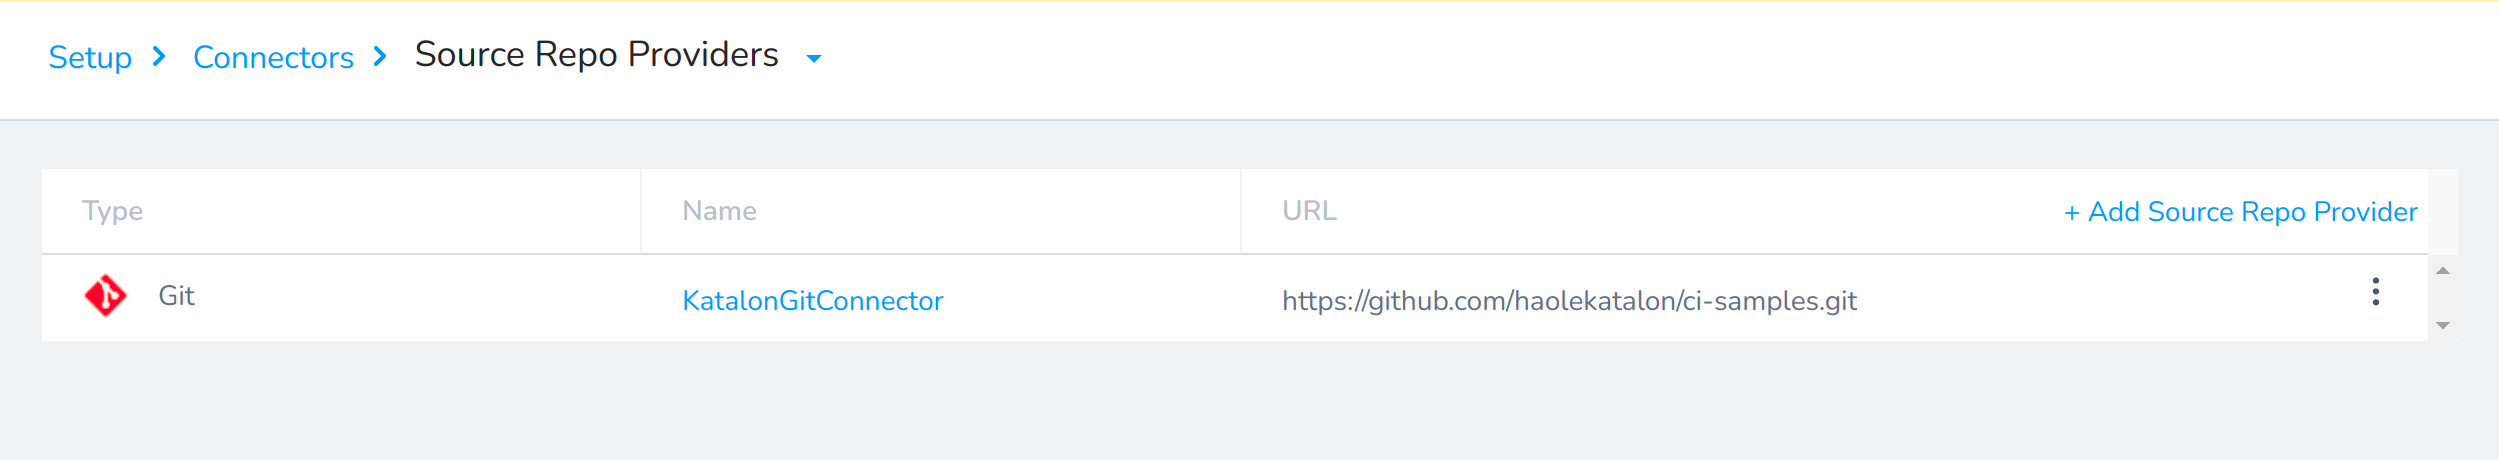 Setup > Connectors > Source Repo Providers
Type Name URL + Add Source Repo Provider
Git KatalonGitConnector https://github.com/haolekatalon/ci-samples.git